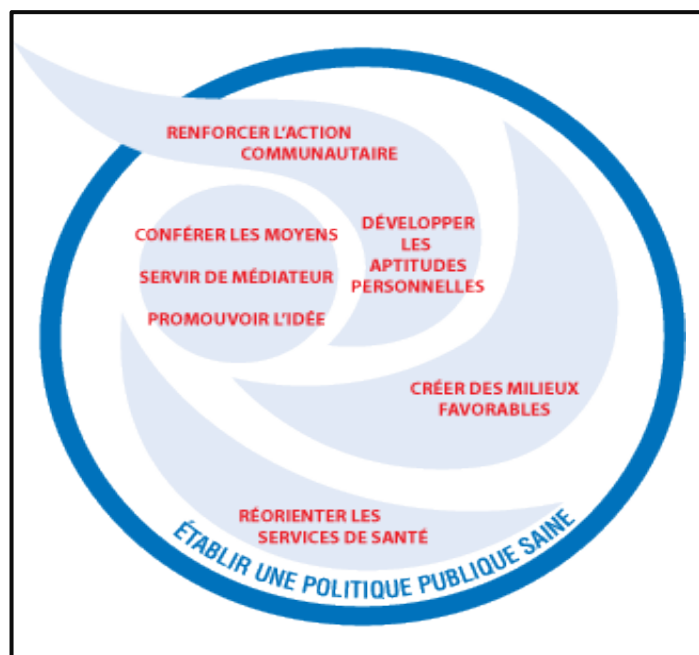 RENFORCER L'ACTION
COMMUNAUTAIRE
CONFÉRER LES MOYENS
SERVIR DE MÉDIATEUR
PROMOUVOIR L'IDÉE
DÉVELOPPER
LES
APTITUDES
PERSONNELLES
CRÉER DES MILIEUX
FAVORABLES
RÉORIENTER LES
SERVICES DE SANTÉ
ÉTABLIR UNE POLITIQUE PUBLIQUE SAINE